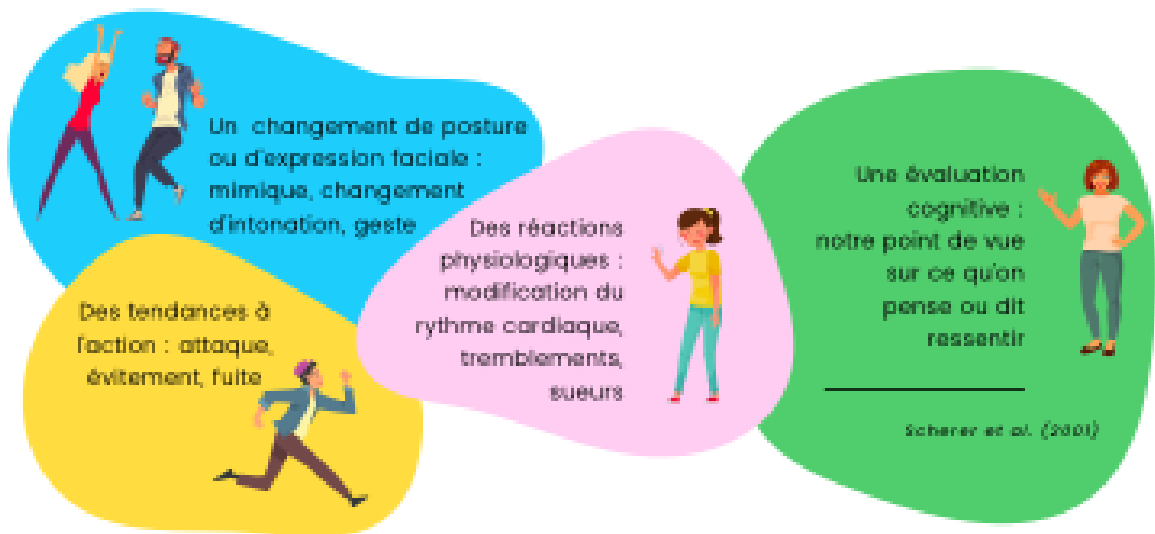 Un changement de posture
ou d'expression faciale :
mimique, changement
d'intonation, geste
Des tendances à
l'action : attaque,
évitement, fuite
Des réactions
physiologiques :
modification du
rythme cardiaque,
tremblements,
sueurs
Une évaluation
cognitive :
notre point de vue
sur ce qu'on
pense ou dit
ressentir
Scherer et al. (2001)